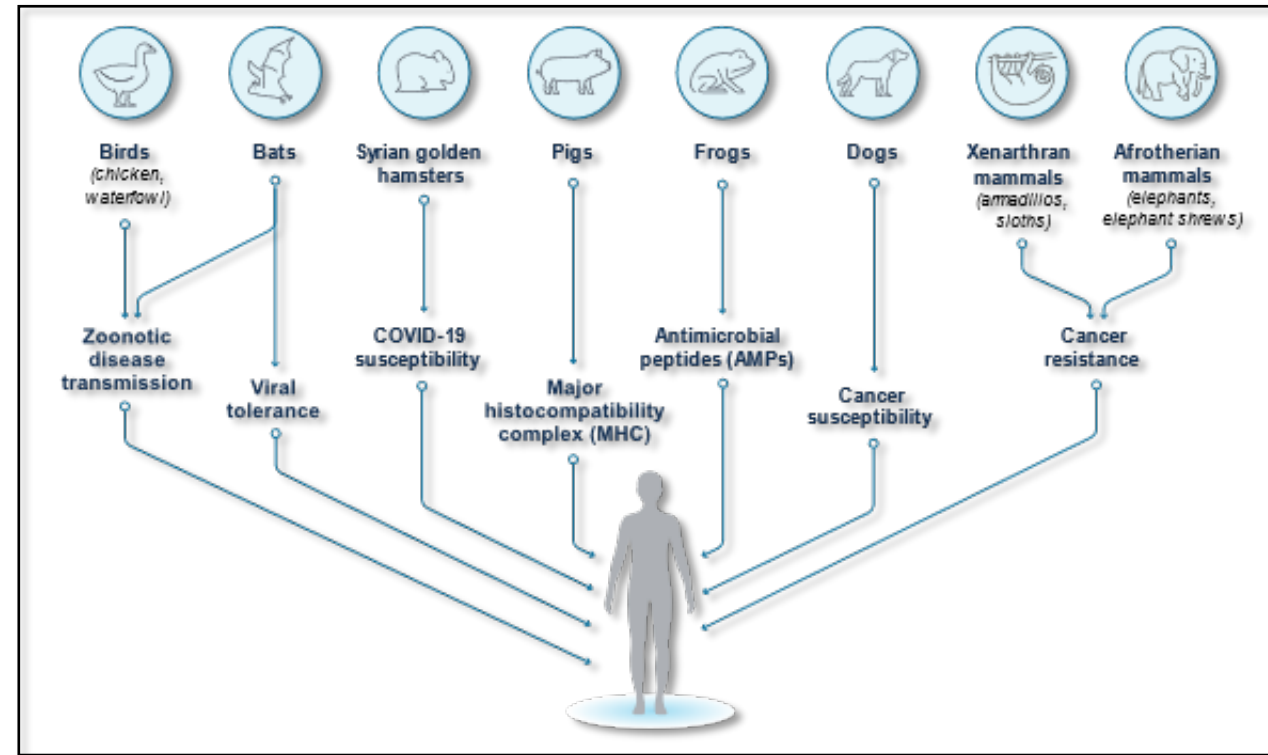 Birds
(chicken,
waterfowl)
Bats
Syrian golden
hamsters
Pigs
Frogs
Dogs
Xenarthran
mammals
(armadillos,
sloths)
Afrotherian
mammals
(elephants,
elephant shrews)
Zoonotic
disease
transmission
Viral
tolerance
COVID-19
susceptibility
Major
histocompatibility
complex (MHC)
Antimicrobial
peptides (AMPs)
Cancer
susceptibility
Cancer
resistance